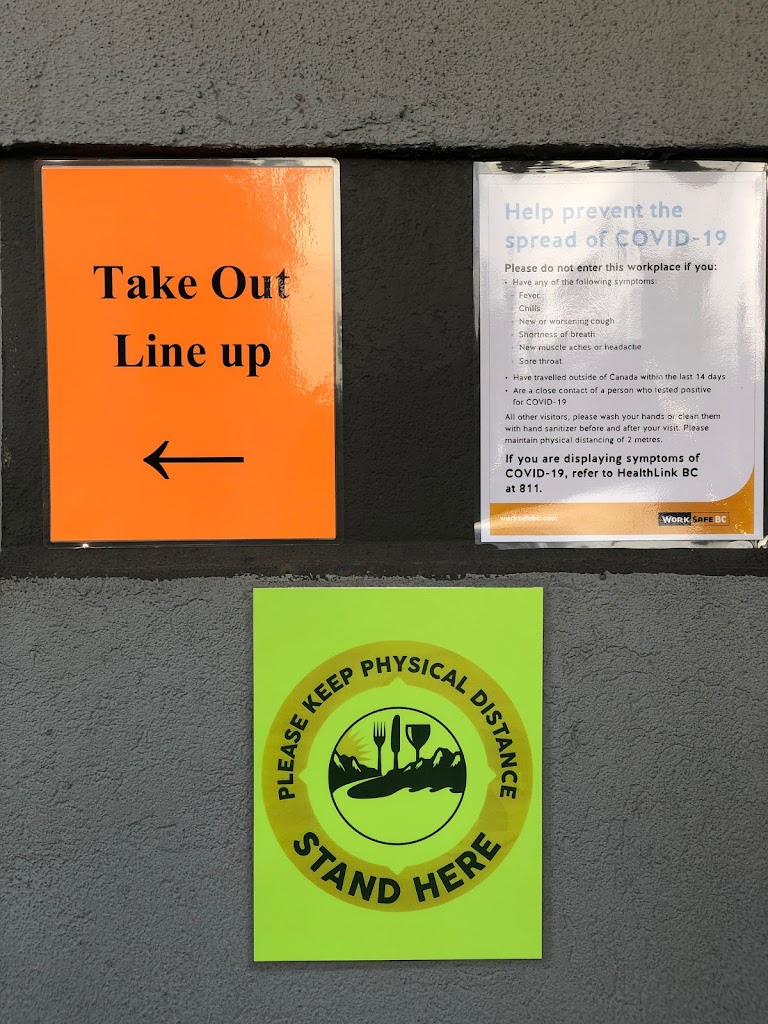 Take Out
Line up
Help prevent the
spread of COVID-19
Please do not enter this workplace if you:
• Have any of the following symptoms:
- Fever
- Chills
- New or worsening cough
- Shortness of breath
- New muscle aches or headache
- Sore throat
• Have travelled outside of Canada within the last 14 days
• Are a close contact of a person who tested positive
for COVID-19
All other visitors, please wash your hands or clean them
with hand sanitizer before and after your visit. Please
maintain physical distancing of 2 metres.
If you are displaying symptoms of
COVID-19, refer to HealthLink BC
at 811.
worksafebc.com
WORK SAFE BC
PLEASE KEEP PHYSICAL DISTANCE
STAND HERE